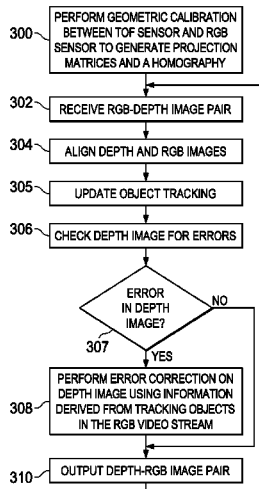 300
PERFORM GEOMETRIC CALIBRATION
BETWEEN TOF SENSOR AND RGB
SENSOR TO GENERATE PROJECTION
MATRICES AND A HOMOGRAPHY
302
RECEIVE RGB-DEPTH IMAGE PAIR
304
ALIGN DEPTH AND RGB IMAGES
305
UPDATE OBJECT TRACKING
306
CHECK DEPTH IMAGE FOR ERRORS
ERROR
IN DEPTH
IMAGE?
NO
307
YES
308
PERFORM ERROR CORRECTION ON
DEPTH IMAGE USING INFORMATION
DERIVED FROM TRACKING OBJECTS
IN THE RGB VIDEO STREAM
310
OUTPUT DEPTH-RGB IMAGE PAIR